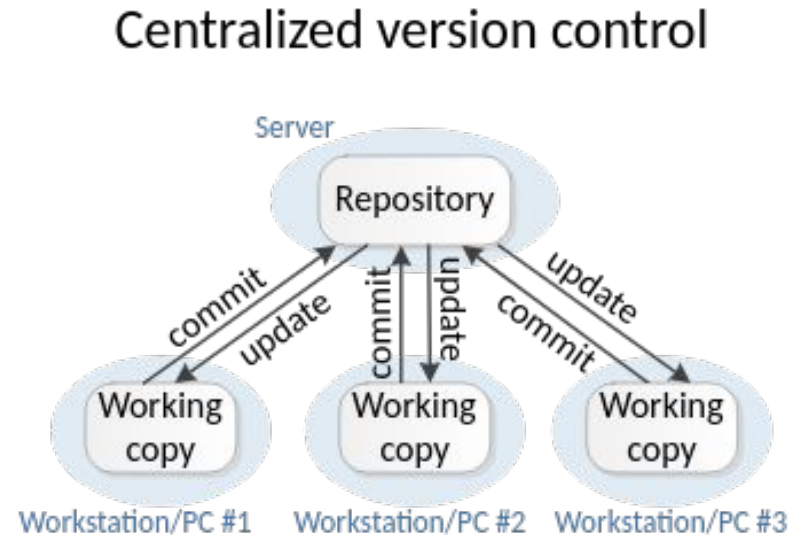 Centralized version control
Server
Repository
commit
update
commit
update
commit
update
Working
copy
Working
copy
Working
copy
Workstation/PC #1
Workstation/PC #2
Workstation/PC #3